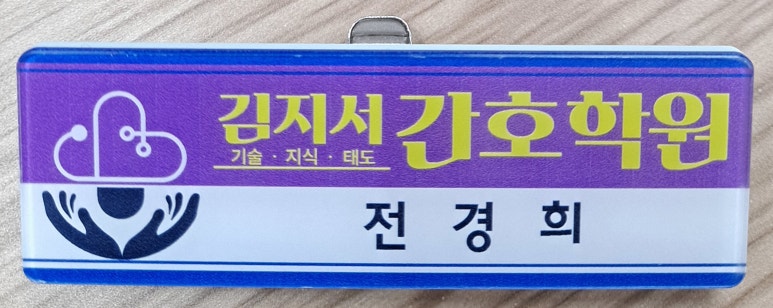 김지서 간호학원
기술 · 지식 · 태도
전경희